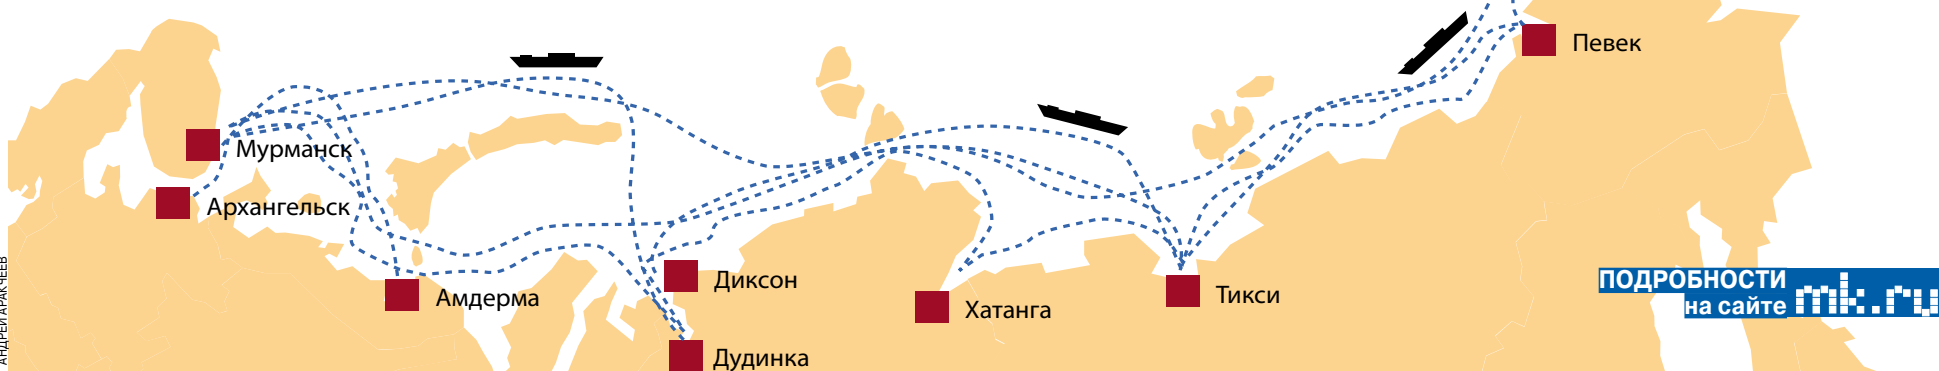 Певек
Мурманск
Архангельск
Амдерма
Диксон
Хатанга
Тикси
Дудинка
ПОДРОБНОСТИ
на сайте mk.ru
АНДРЕЙ АРАКЧЕЕВ